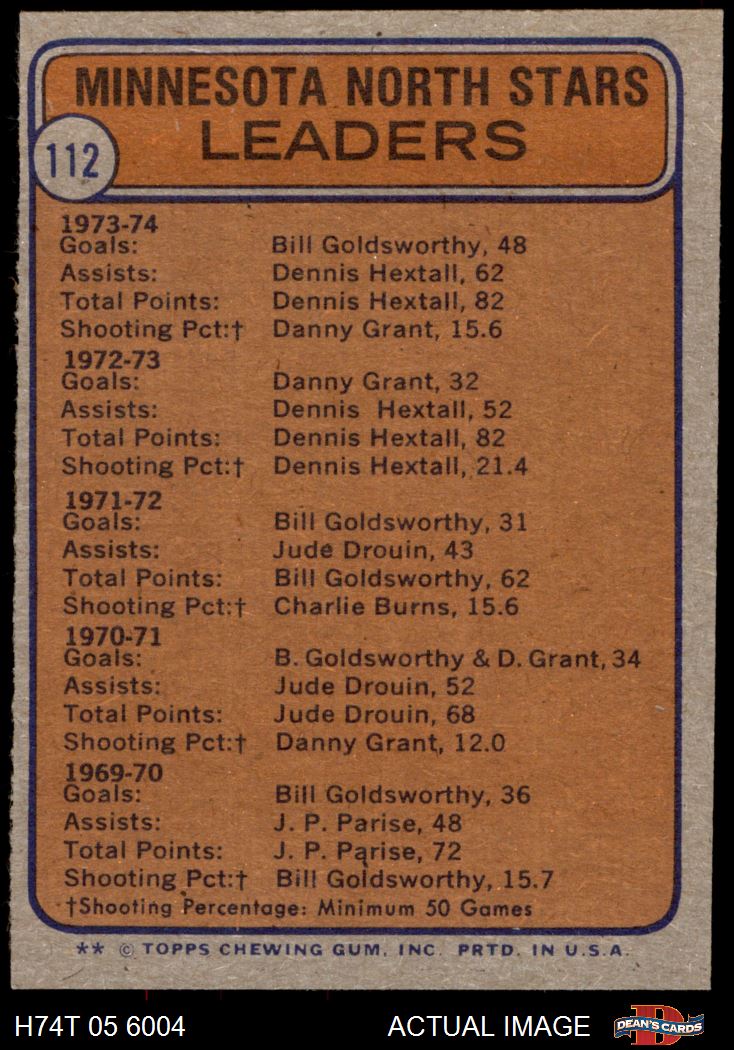 MINNESOTA NORTH STARS
LEADERS
112
1973-74
Goals: Bill Goldsworthy, 48
Assists: Dennis Hextall, 62
Total Points: Dennis Hextall, 82
Shooting Pct:† Danny Grant, 15.6
1972-73
Goals: Danny Grant, 32
Assists: Dennis Hextall, 52
Total Points: Dennis Hextall, 82
Shooting Pct:† Dennis Hextall, 21.4
1971-72
Goals: Bill Goldsworthy, 31
Assists: Jude Drouin, 43
Total Points: Bill Goldsworthy, 62
Shooting Pct:† Charlie Burns, 15.6
1970-71
Goals: B. Goldsworthy & D. Grant, 34
Assists: Jude Drouin, 52
Total Points: Jude Drouin, 68
Shooting Pct:† Danny Grant, 12.0
1969-70
Goals: Bill Goldsworthy, 36
Assists: J. P. Parise, 48
Total Points: J. P. Parise, 72
Shooting Pct:† Bill Goldsworthy, 15.7
†Shooting Percentage: Minimum 50 Games
** © TOPPS CHEWING GUM, INC. PRTD. IN U.S.A.
H74T 05 6004 ACTUAL IMAGE D DEAN'S CARDS